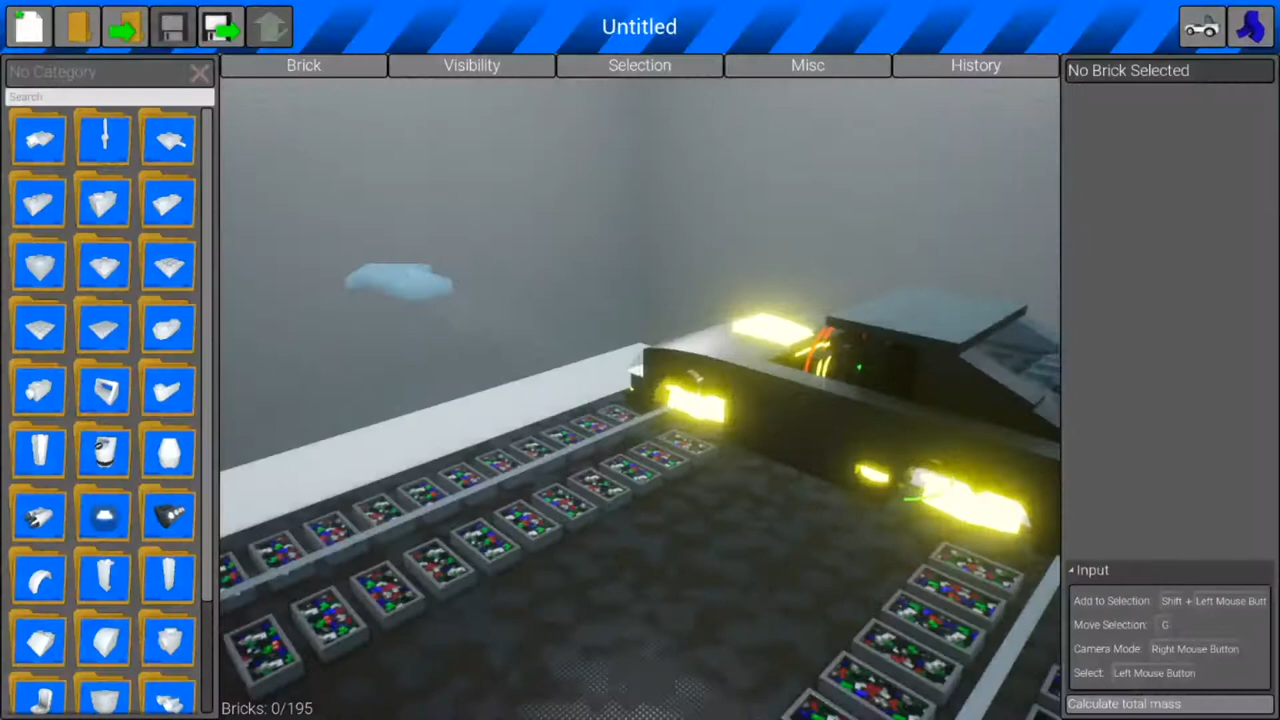 Untitled
No Category
Search
Brick
Visibility
Selection
Misc
History
No Brick Selected
Input
Add to Selection: Shift + Left Mouse Butt
Move Selection: G
Camera Mode: Right Mouse Button
Select: Left Mouse Button
Calculate total mass
Bricks: 0/195